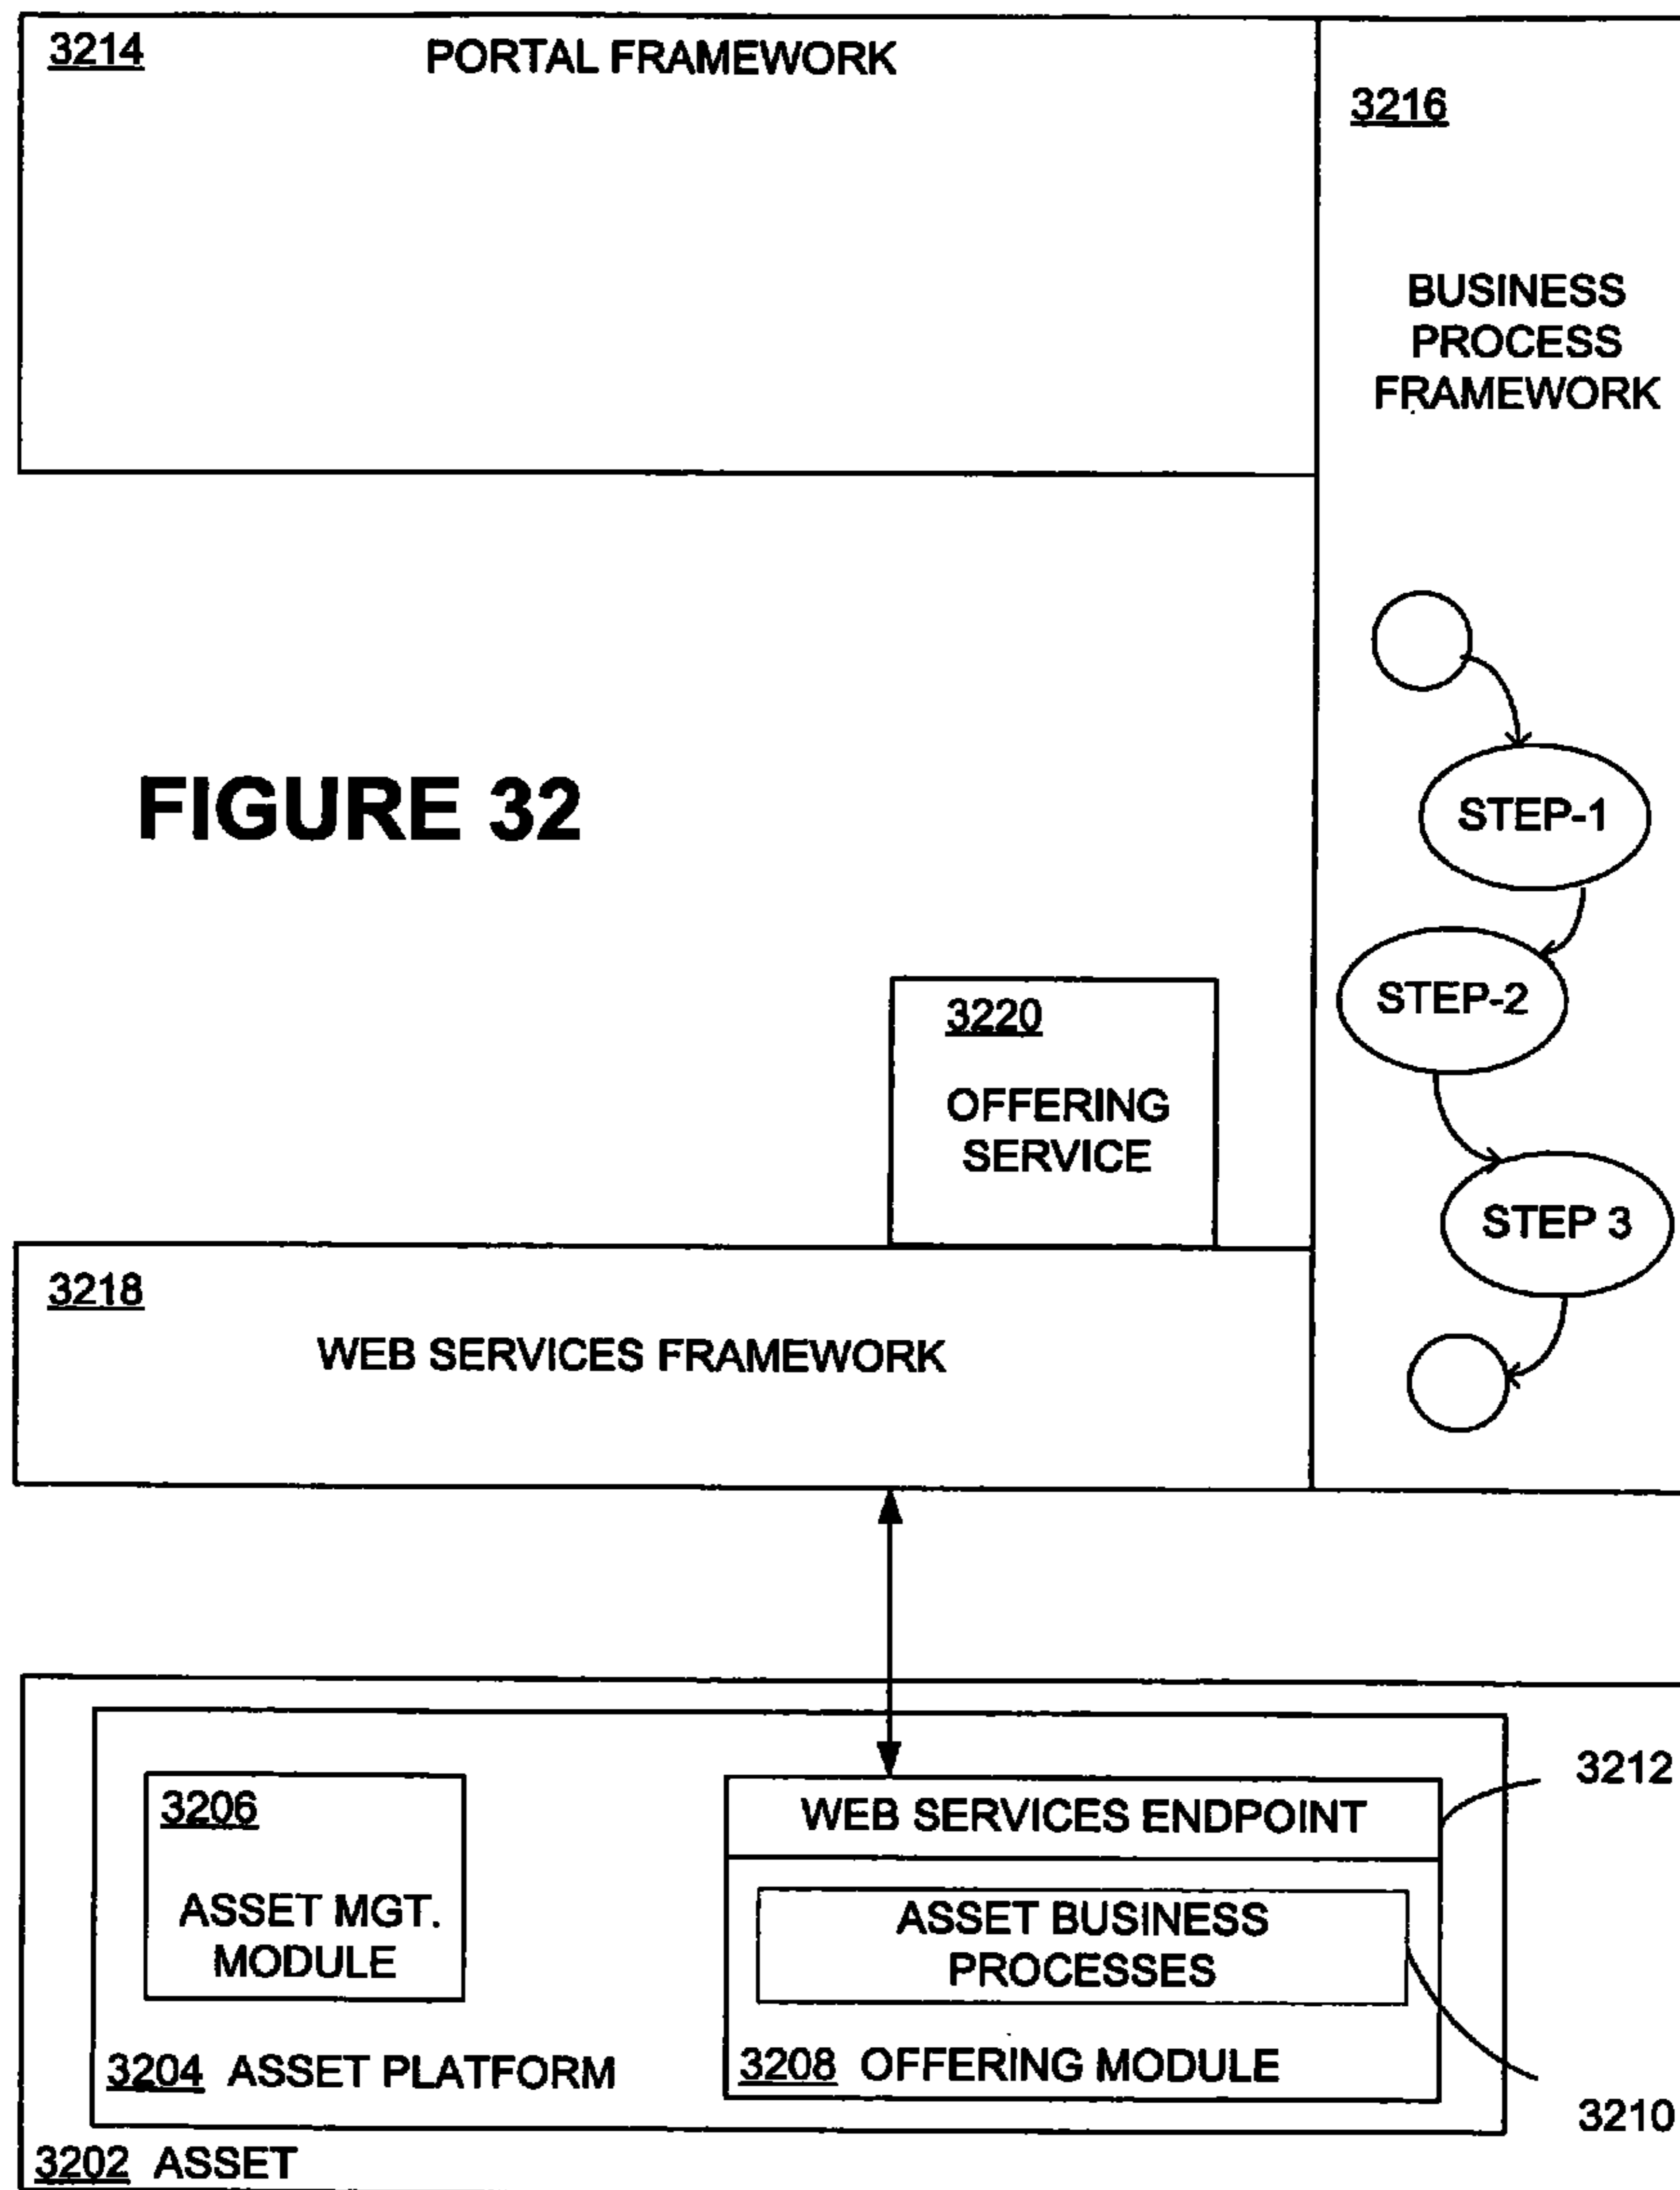 3214
PORTAL FRAMEWORK
3216
BUSINESS
PROCESS
FRAMEWORK
FIGURE 32
STEP-1
STEP-2
STEP 3
3220
OFFERING
SERVICE
3218
WEB SERVICES FRAMEWORK
3212
3206
ASSET MGT.
MODULE
WEB SERVICES ENDPOINT
ASSET BUSINESS
PROCESSES
3204 ASSET PLATFORM
3208 OFFERING MODULE
3210
3202 ASSET